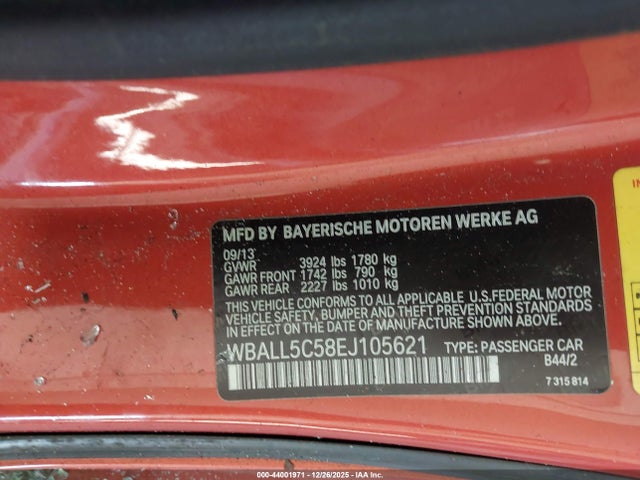 MFD BY BAYERISCHE MOTOREN WERKE AG
09/13
GVWR 3924 lbs 1780 kg
GAWR FRONT 1742 lbs 790 kg
GAWR REAR 2227 lbs 1010 kg
THIS VEHICLE CONFORMS TO ALL APPLICABLE U.S.FEDERAL MOTOR
VEHICLE SAFETY, BUMPER AND THEFT PREVENTION STANDARDS
IN EFFECT ON THE DATE OF MANUFACTURE SHOWN
ABOVE.
WBALL5C58EJ105621 TYPE: PASSENGER CAR
B44/2
7315814
IN
000-44001971 - 12/26/2025 - IAA Inc.